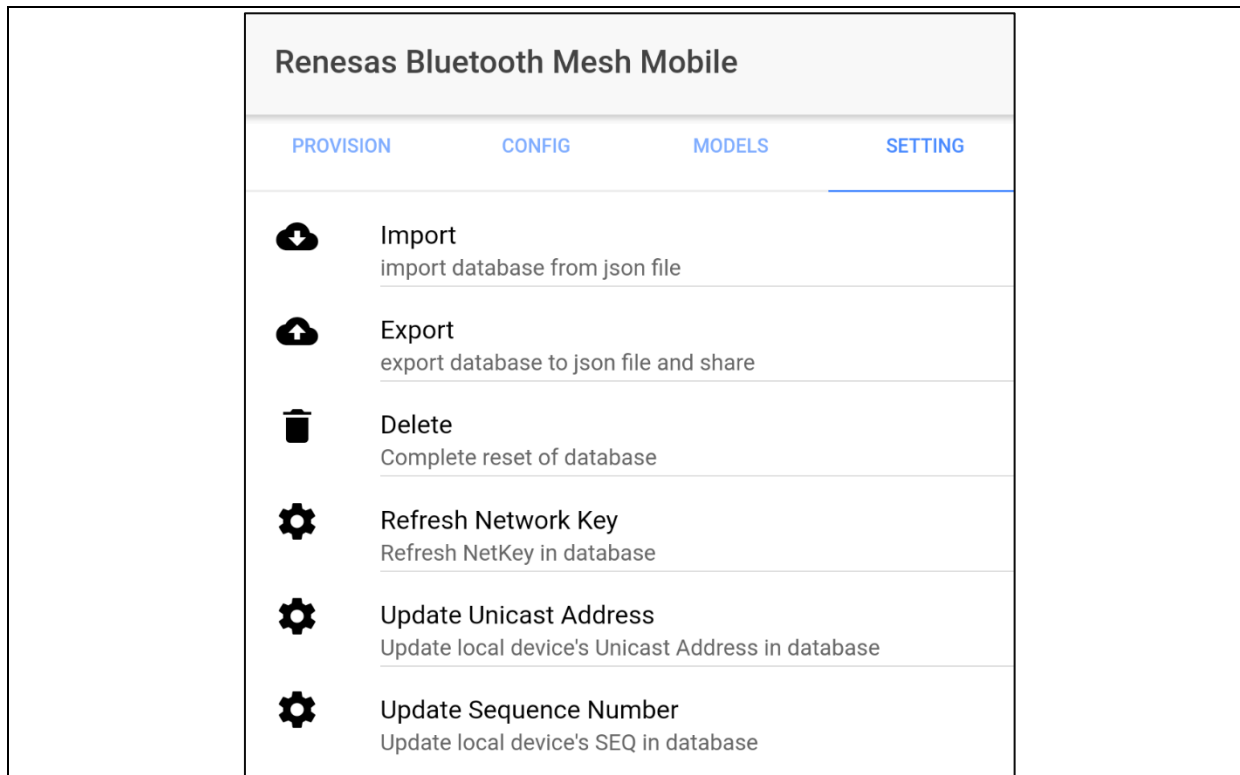 Renesas Bluetooth Mesh Mobile
PROVISION CONFIG MODELS SETTING
Import
import database from json file
Export
export database to json file and share
Delete
Complete reset of database
Refresh Network Key
Refresh NetKey in database
Update Unicast Address
Update local device's Unicast Address in database
Update Sequence Number
Update local device's SEQ in database